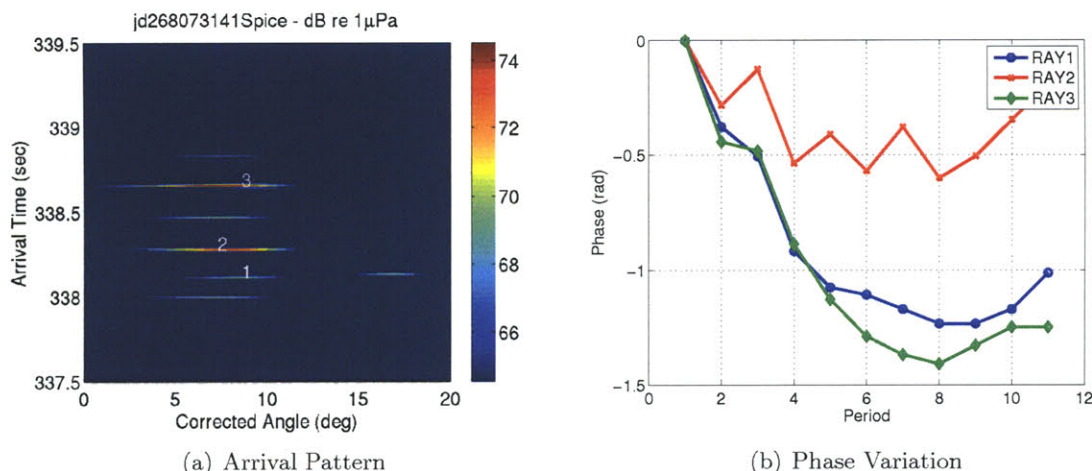 jd268073141Spice - dB re 1μPa
339.5
339
338.5
338
337.5
Arrival Time (sec)
3
2
1
0
5
10
15
20
Corrected Angle (deg)
74
72
70
68
66
(a) Arrival Pattern
0
−0.5
−1
−1.5
Phase (rad)
RAY1
RAY2
RAY3
0
2
4
6
8
10
12
Period
(b) Phase Variation